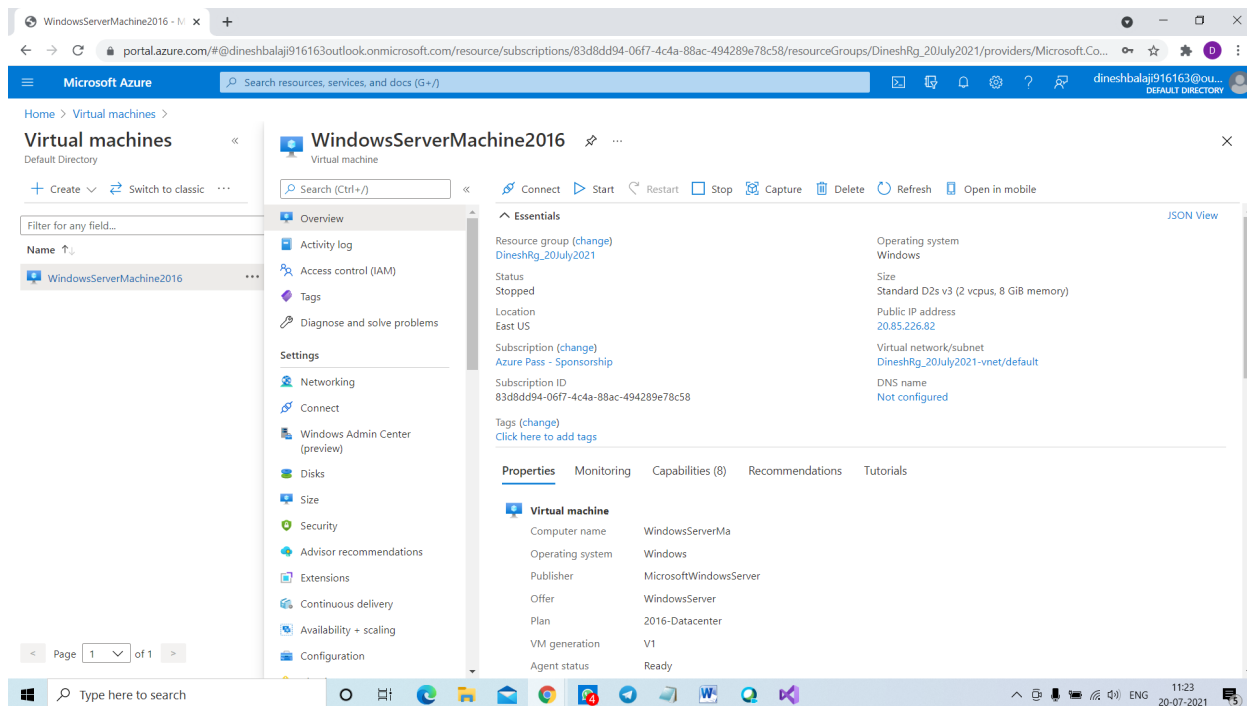 WindowsServerMachine2016 - M
portal.azure.com/#@dineshbalaji916163outlook.onmicrosoft.com/resource/subscriptions/83d8dd94-06f7-4c4a-88ac-494289e78c58/resourceGroups/DineshRg_20July2021/providers/Microsoft.Co...
D
Microsoft Azure
Search resources, services, and docs (G+/)
dineshbalaji916163@ou...
DEFAULT DIRECTORY
Home > Virtual machines >
Virtual machines
Default Directory
Create
Switch to classic
Filter for any field...
Name
WindowsServerMachine2016
Page 1 of 1
WindowsServerMachine2016
Virtual machine
Search (Ctrl+/)
Overview
Activity log
Access control (IAM)
Tags
Diagnose and solve problems
Settings
Networking
Connect
Windows Admin Center
(preview)
Disks
Size
Security
Advisor recommendations
Extensions
Continuous delivery
Availability + scaling
Configuration
Connect Start Restart Stop Capture Delete Refresh Open in mobile
Essentials
JSON View
Resource group (change)
DineshRg_20July2021
Status
Stopped
Location
East US
Subscription (change)
Azure Pass - Sponsorship
Subscription ID
83d8dd94-06f7-4c4a-88ac-494289e78c58
Tags (change)
Click here to add tags
Operating system
Windows
Size
Standard D2s v3 (2 vcpus, 8 GiB memory)
Public IP address
20.85.226.82
Virtual network/subnet
DineshRg_20July2021-vnet/default
DNS name
Not configured
Properties Monitoring Capabilities (8) Recommendations Tutorials
Virtual machine
Computer name WindowsServerMa
Operating system Windows
Publisher MicrosoftWindowsServer
Offer WindowsServer
Plan 2016-Datacenter
VM generation V1
Agent status Ready
Type here to search
4
W
ENG
11:23
20-07-2021
5